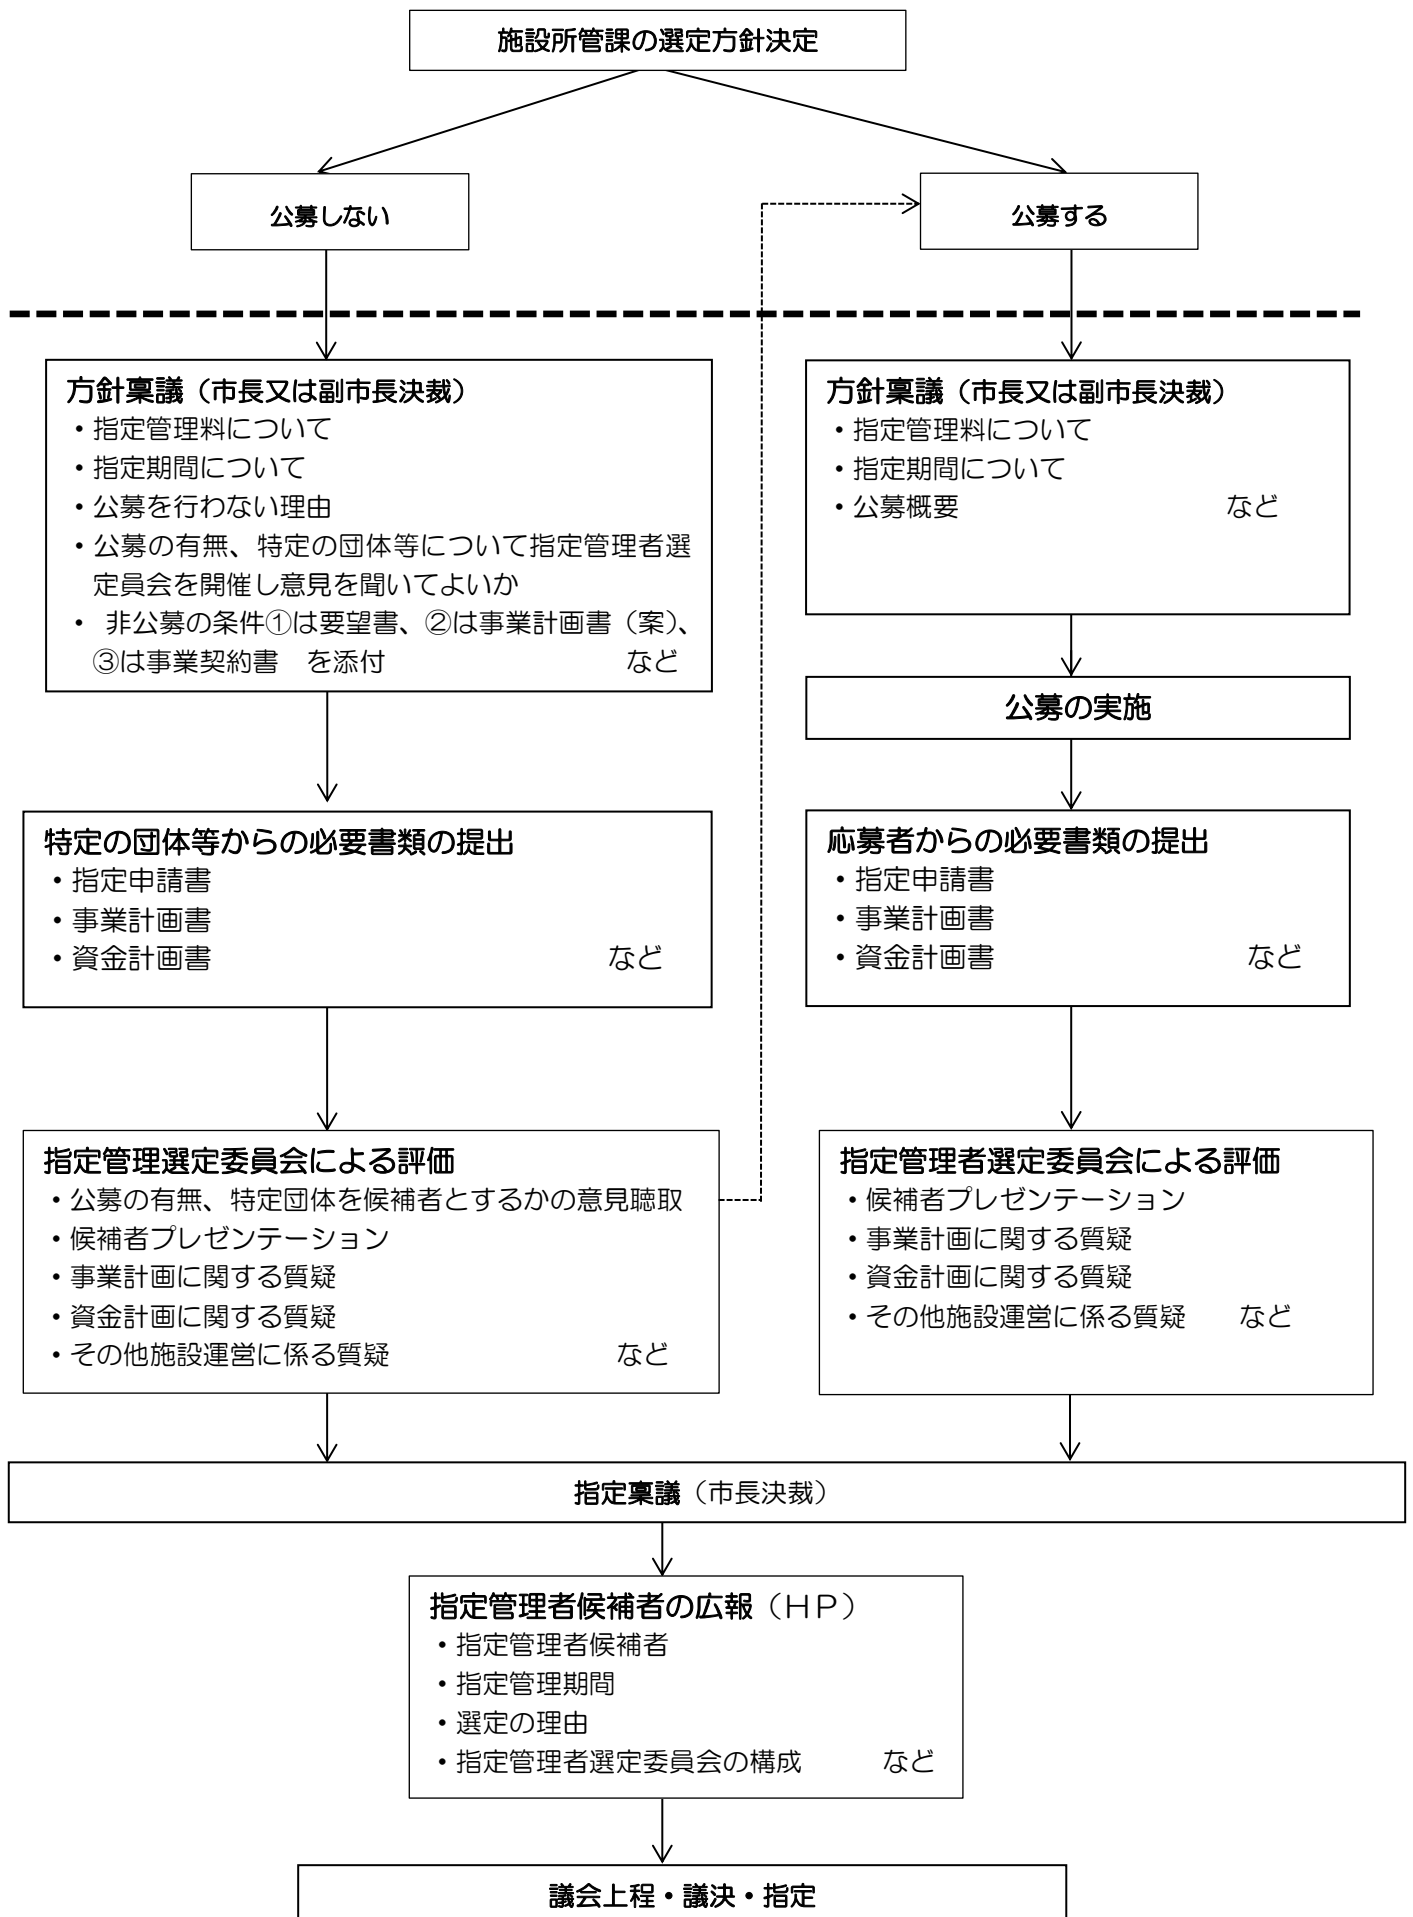 施設所管課の選定方針決定
公募しない
公募する
方針稟議（市長又は副市長決裁）
・指定管理料について
・指定期間について
・公募を行わない理由
・公募の有無、特定の団体等について指定管理者選
定員会を開催し意見を聞いてよいか
・ 非公募の条件①は要望書、②は事業計画書（案）、
③は事業契約書　を添付　など
方針稟議（市長又は副市長決裁）
・指定管理料について
・指定期間について
・公募概要　など
公募の実施
特定の団体等からの必要書類の提出
・指定申請書
・事業計画書
・資金計画書　など
応募者からの必要書類の提出
・指定申請書
・事業計画書
・資金計画書　など
指定管理選定委員会による評価
・公募の有無、特定団体を候補者とするかの意見聴取
・候補者プレゼンテーション
・事業計画に関する質疑
・資金計画に関する質疑
・その他施設運営に係る質疑　など
指定管理者選定委員会による評価
・候補者プレゼンテーション
・事業計画に関する質疑
・資金計画に関する質疑
・その他施設運営に係る質疑　など
指定稟議（市長決裁）
指定管理者候補者の広報（ＨＰ）
・指定管理者候補者
・指定管理期間
・選定の理由
・指定管理者選定委員会の構成　など
議会上程・議決・指定